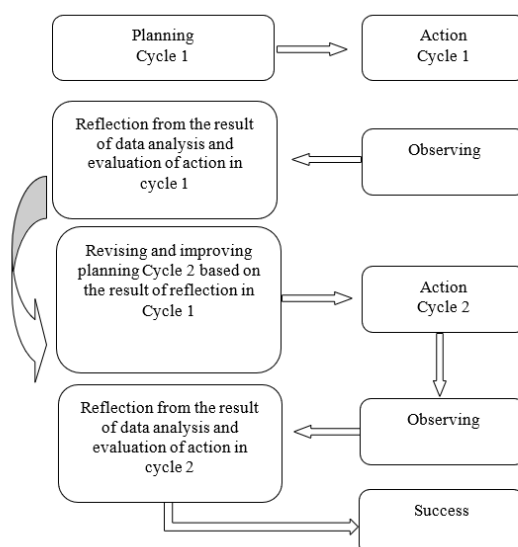 Planning
Cycle 1
Action
Cycle 1
Reflection from the result
of data analysis and
evaluation of action in
cycle 1
Observing
Revising and improving
planning Cycle 2 based on
the result of reflection in
Cycle 1
Action
Cycle 2
Reflection from the result
of data analysis and
evaluation of action in
cycle 2
Observing
Success